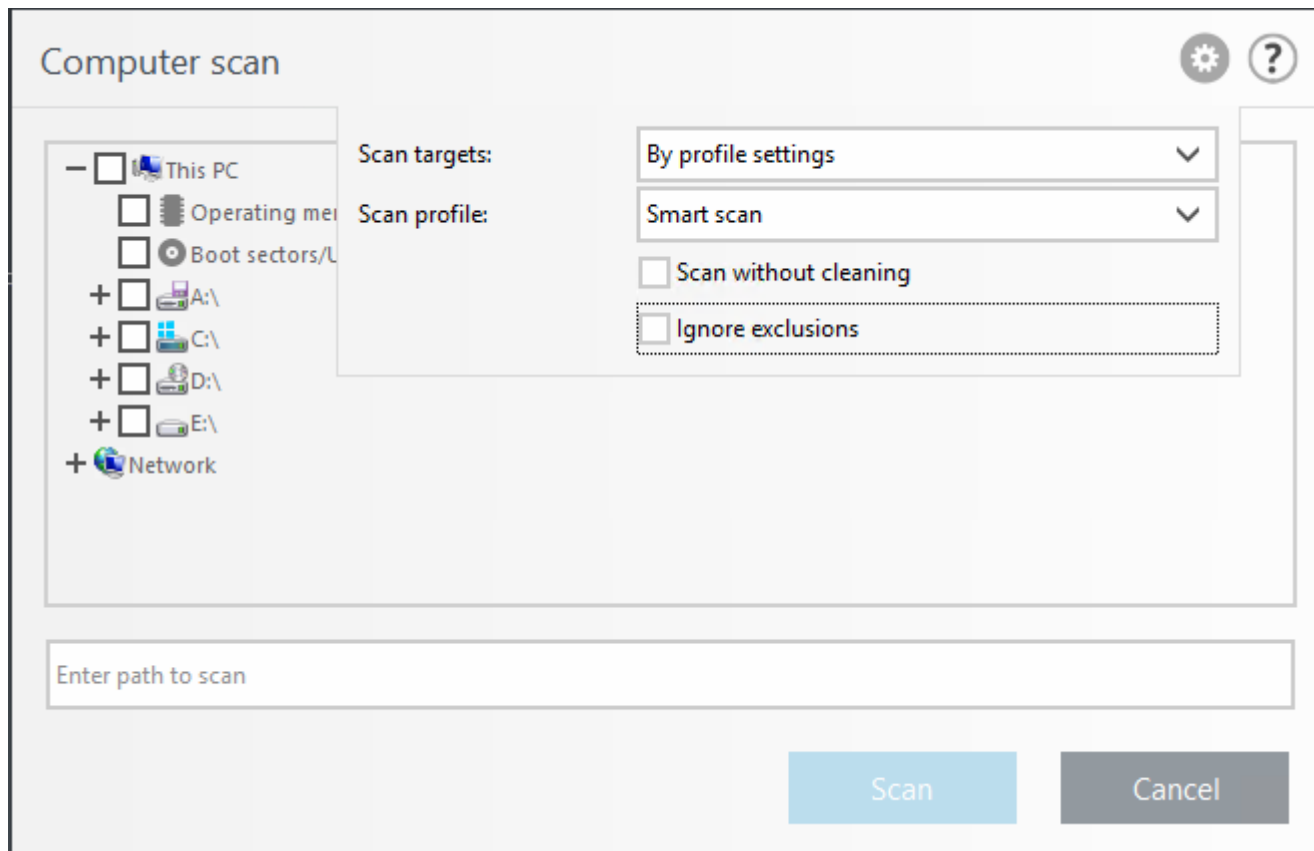 Computer scan
?
Scan targets:
By profile settings
Scan profile:
Smart scan
Scan without cleaning
Ignore exclusions
This PC
Operating
Boot sectors/
A:\
C:\
D:\
E:\
Network
Enter path to scan
Scan
Cancel